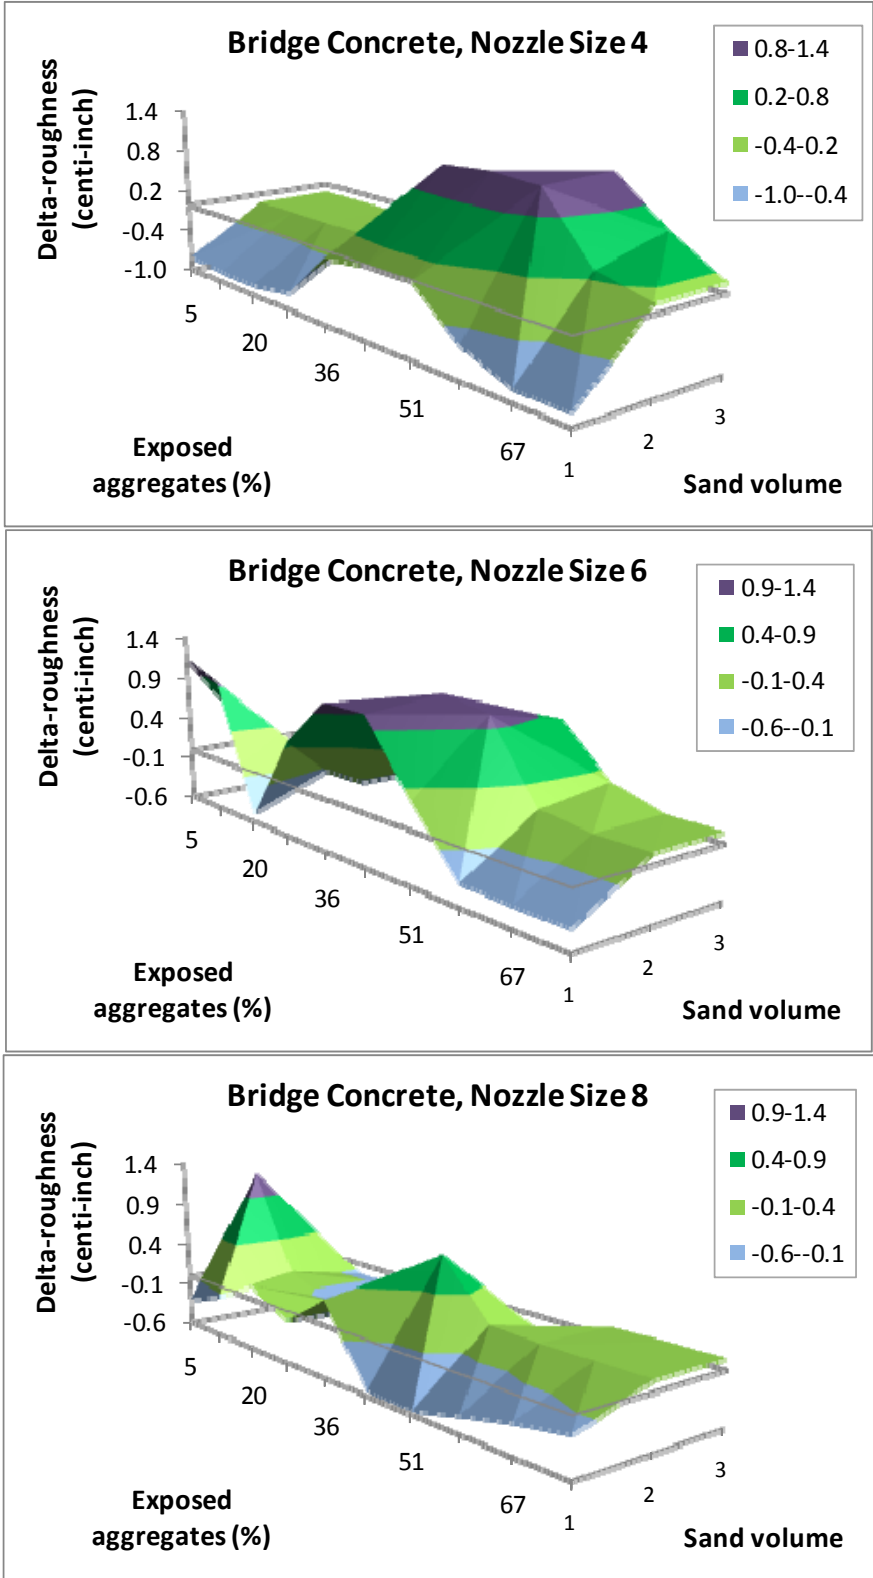 Bridge Concrete, Nozzle Size 4
Delta-roughness
(centi-inch)
1.4
0.8
0.2
-0.4
-1.0
0.8-1.4
0.2-0.8
-0.4-0.2
-1.0--0.4
5
20
36
51
67
1
2
3
Exposed
aggregates (%)
Sand volume
Bridge Concrete, Nozzle Size 6
Delta-roughness
(centi-inch)
1.4
0.9
0.4
-0.1
-0.6
0.9-1.4
0.4-0.9
-0.1-0.4
-0.6--0.1
5
20
36
51
67
1
2
3
Exposed
aggregates (%)
Sand volume
Bridge Concrete, Nozzle Size 8
Delta-roughness
(centi-inch)
1.4
0.9
0.4
-0.1
-0.6
0.9-1.4
0.4-0.9
-0.1-0.4
-0.6--0.1
5
20
36
51
67
1
2
3
Exposed
aggregates (%)
Sand volume